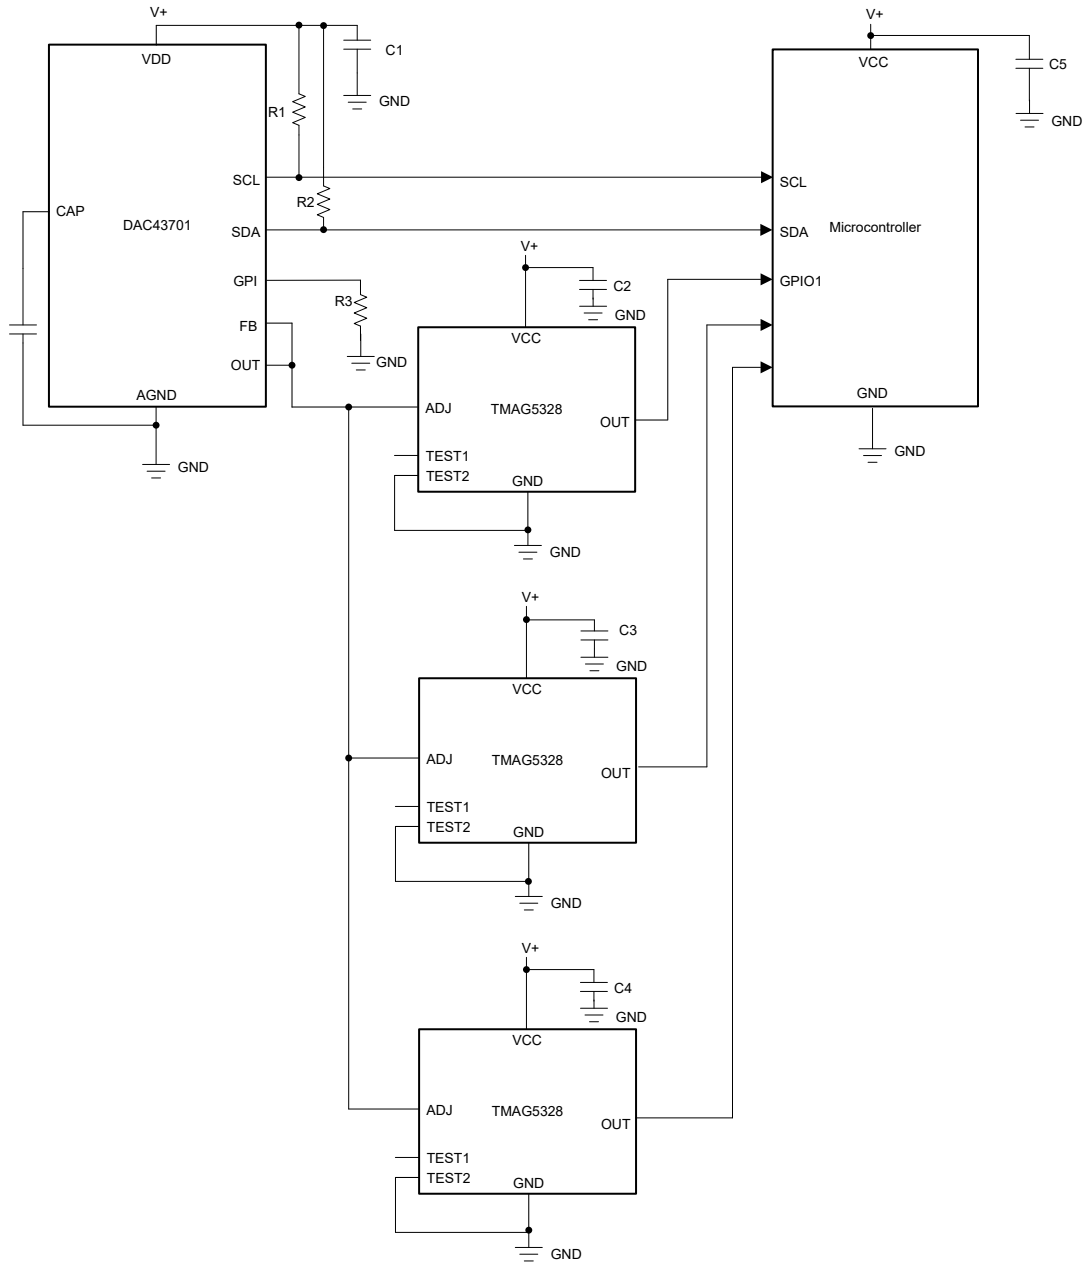 V+
V+
C1
VDD
VCC
C5
GND
R1
GND
SCL
SCL
R2
CAP
DAC43701
SDA
SDA
Microcontroller
V+
GPI
GPIO1
C2
R3
GND
FB
VCC
OUT
GND
AGND
GND
ADJ
TMAG5328
OUT
GND
TEST1
GND
TEST2
GND
GND
V+
C3
GND
VCC
ADJ
TMAG5328
OUT
TEST1
TEST2
GND
GND
V+
C4
GND
VCC
ADJ
TMAG5328
OUT
TEST1
TEST2
GND
GND